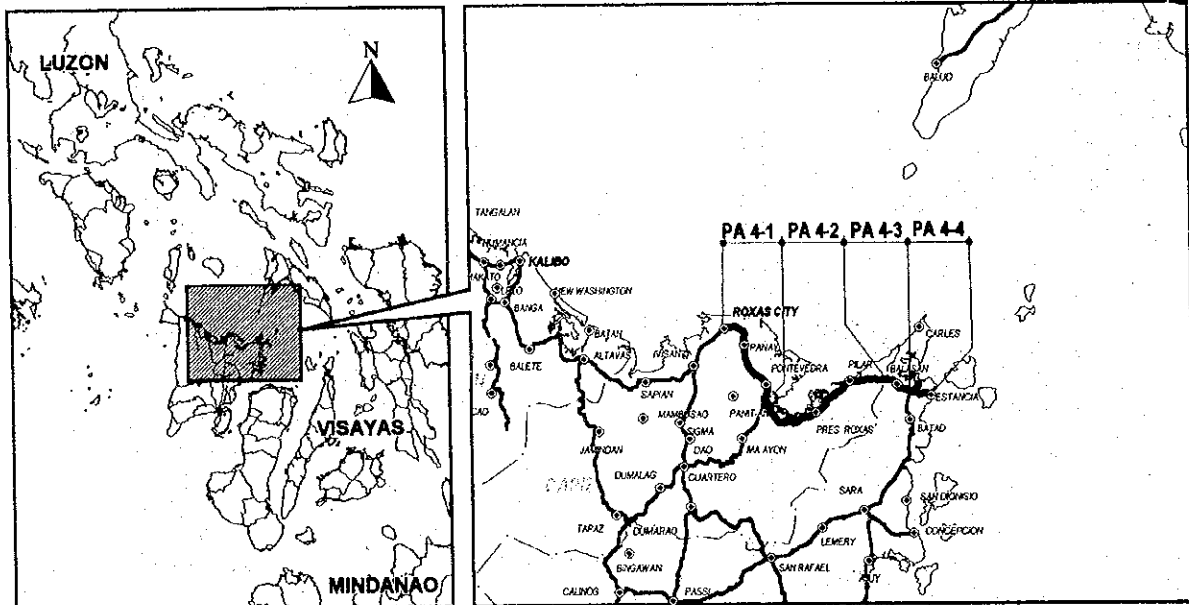 LUZON
N
VISAYAS
MINDANAO
BALUD
TANGALAN
NUMANCIA
KALIBO
BANGA
NEW WASHINGTON
BATAN
BALETE
ALTAVAS
IVISAN
SAPIAN
PA 4-1 PA 4-2 PA 4-3 PA 4-4
ROXAS CITY
PANAY
PONTEVEDRA
PILAR
BALASAN
CARLES
ESTANCIA
MAMBUSAO
PANIT-
PRES ROXAS
BATAD
SIGMA
JAMINDAN
DAO
MA AYON
DUMALAG
CUARTERO
SARA
SAN DIONISIO
TAPAZ
DUMARAO
LEMERY
CONCEPCION
BINGAWAN
SAN RAFAEL
AJUY
CALINOG
PASSI